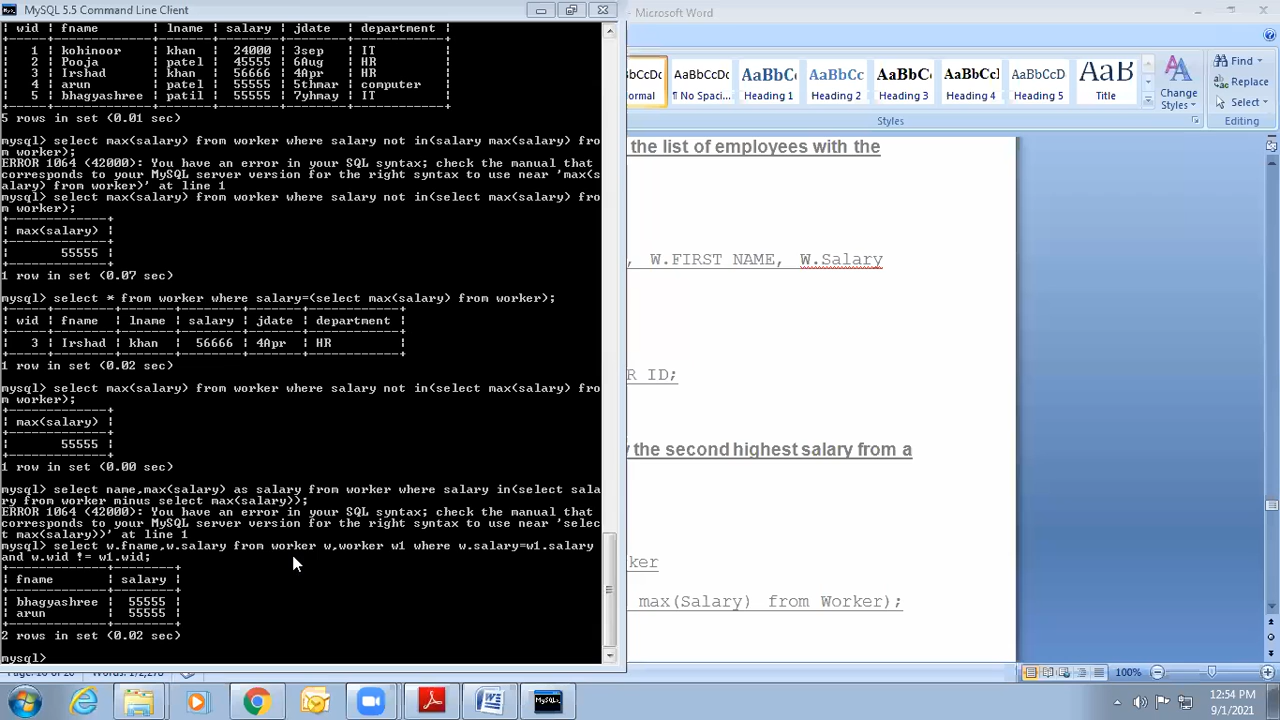 MySQL 5.5 Command Line Client
| wid | fname | lname | salary | jdate | department |
| 1 | kohinoor | khan | 24000 | 3sep | IT |
| 2 | Pooja | patel | 45555 | 6Aug | HR |
| 3 | Irshad | khan | 56666 | 4Apr | HR |
| 4 | arun | patel | 55555 | 5thmar | computer |
| 5 | bhagyashree | patil | 55555 | 7yhmay | IT |
5 rows in set (0.01 sec)
mysql> select max(salary) from worker where salary not in(salary max(salary) fro
m worker);
ERROR 1064 (42000): You have an error in your SQL syntax; check the manual that
corresponds to your MySQL server version for the right syntax to use near 'max(s
alary) from worker)' at line 1
mysql> select max(salary) from worker where salary not in(select max(salary) fro
m worker);
| max(salary) |
| 55555 |
1 row in set (0.07 sec)
mysql> select * from worker where salary=(select max(salary) from worker);
| wid | fname | lname | salary | jdate | department |
| 3 | Irshad | khan | 56666 | 4Apr | HR |
1 row in set (0.02 sec)
mysql> select max(salary) from worker where salary not in(select max(salary) fro
m worker);
| max(salary) |
| 55555 |
1 row in set (0.00 sec)
mysql> select name,max(salary) as salary from worker where salary in(select sala
ry from worker minus select max(salary));
ERROR 1064 (42000): You have an error in your SQL syntax; check the manual that
corresponds to your MySQL server version for the right syntax to use near 'selec
t max(salary))' at line 1
mysql> select w.fname,w.salary from worker w,worker w1 where w.salary=w1.salary
and w.wid != w1.wid;
| fname | salary |
| bhagyashree | 55555 |
| arun | 55555 |
2 rows in set (0.02 sec)
mysql>
- Microsoft Word
AaBbCcDc AaBbC AaBbCc AaBbCc AaBbCc AaBbCcDc AaB
ormal ¶ No Spaci... Heading 1 Heading 2 Heading 3 Heading 4 Heading 5 Title
Change Styles
Find
Replace
Select
Styles
Editing
the list of employees with the
, W.FIRST NAME, W.Salary
R ID;
the second highest salary from a
ker
max(Salary) from Worker);
100%
12:54 PM
9/1/2021